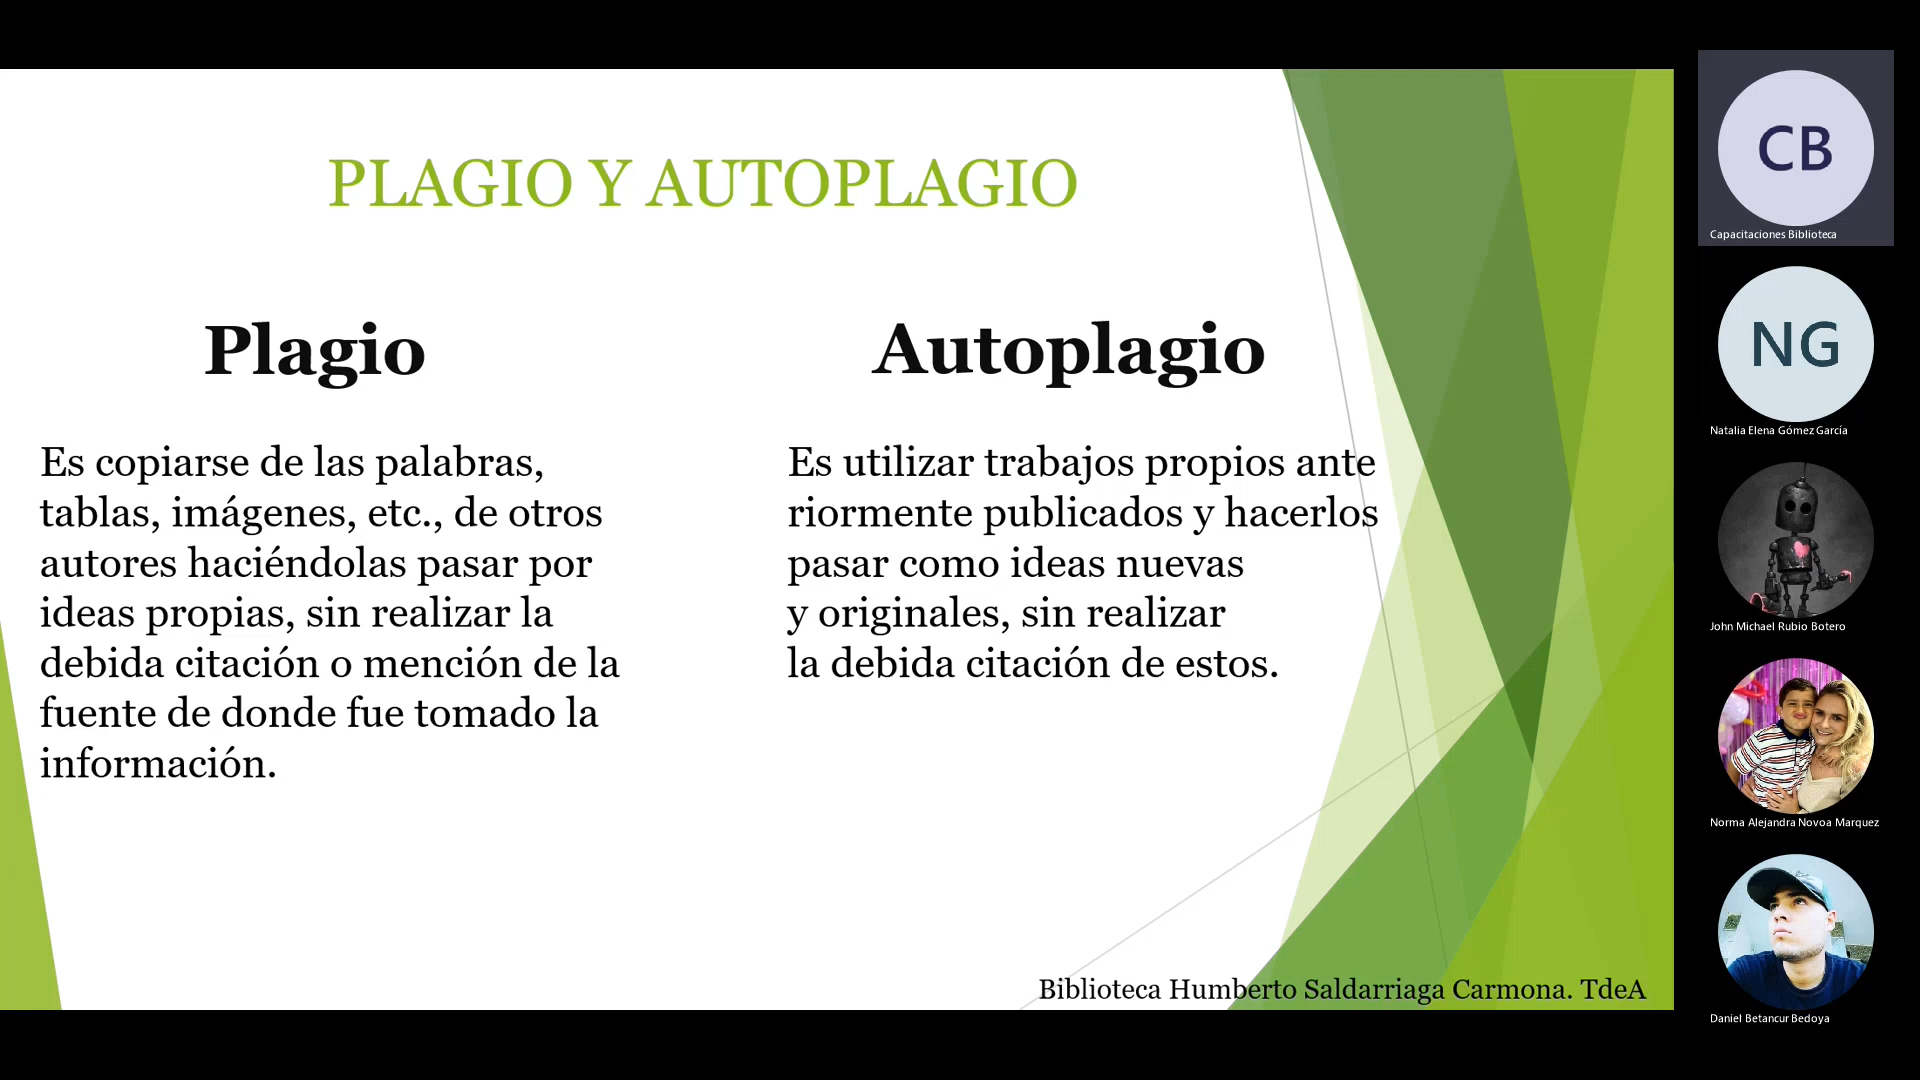 PLAGIO Y AUTOPLAGIO
Plagio
Es copiarse de las palabras,
tablas, imágenes, etc., de otros
autores haciéndolas pasar por
ideas propias, sin realizar la
debida citación o mención de la
fuente de donde fue tomado la
información.
Autoplagio
Es utilizar trabajos propios ante
riormente publicados y hacerlos
pasar como ideas nuevas
y originales, sin realizar
la debida citación de estos.
Biblioteca Humberto Saldarriaga Carmona. TdeA
CB
Capacitaciones Biblioteca
NG
Natalia Elena Gómez García
John Michael Rubio Botero
Norma Alejandra Novoa Marquez
Daniel Betancur Bedoya